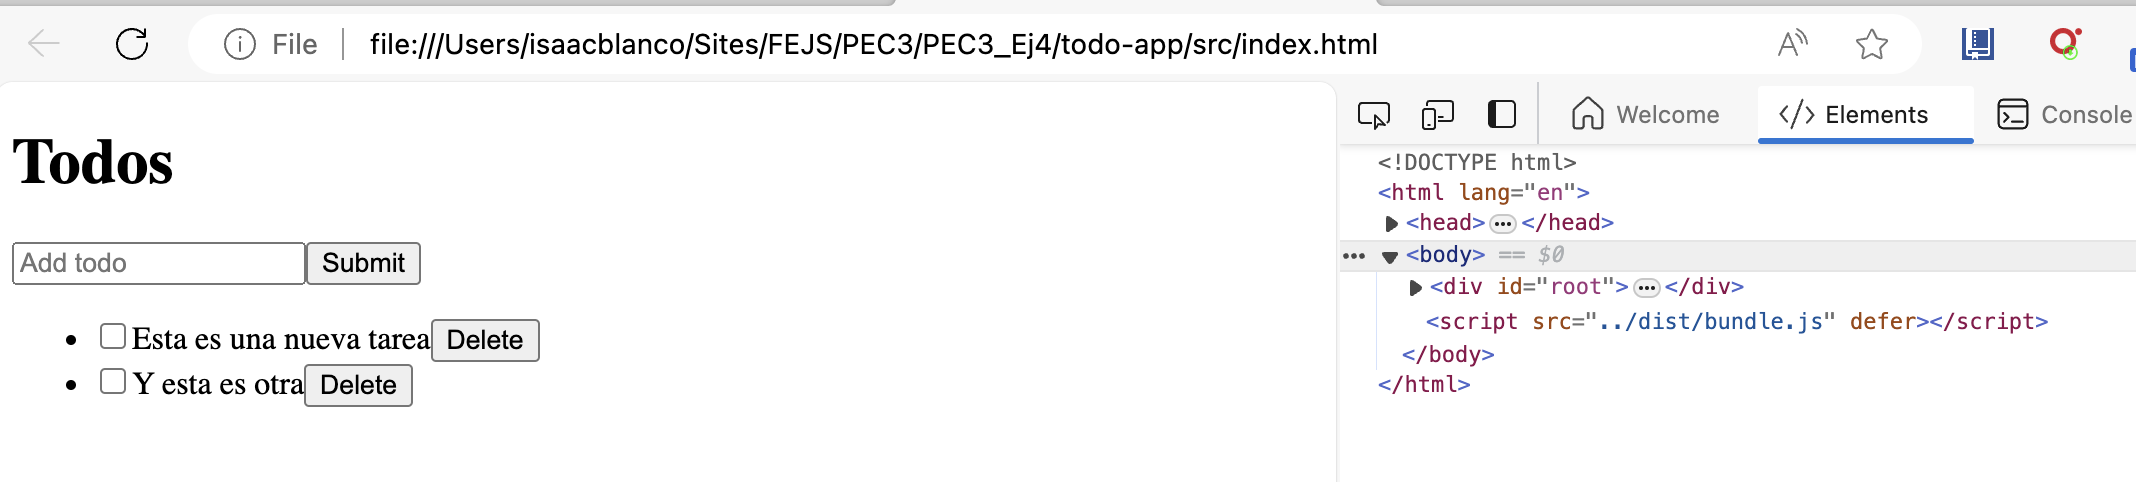 File file:///Users/isaacblanco/Sites/FEJS/PEC3/PEC3_Ej4/todo-app/src/index.html
Todos
Add todo Submit
Esta es una nueva tarea Delete
Y esta es otra Delete
Welcome </> Elements Console
<!DOCTYPE html>
<html lang="en">
<head>…</head>
<body> == $0
<div id="root">…</div>
<script src="../dist/bundle.js" defer></script>
</body>
</html>